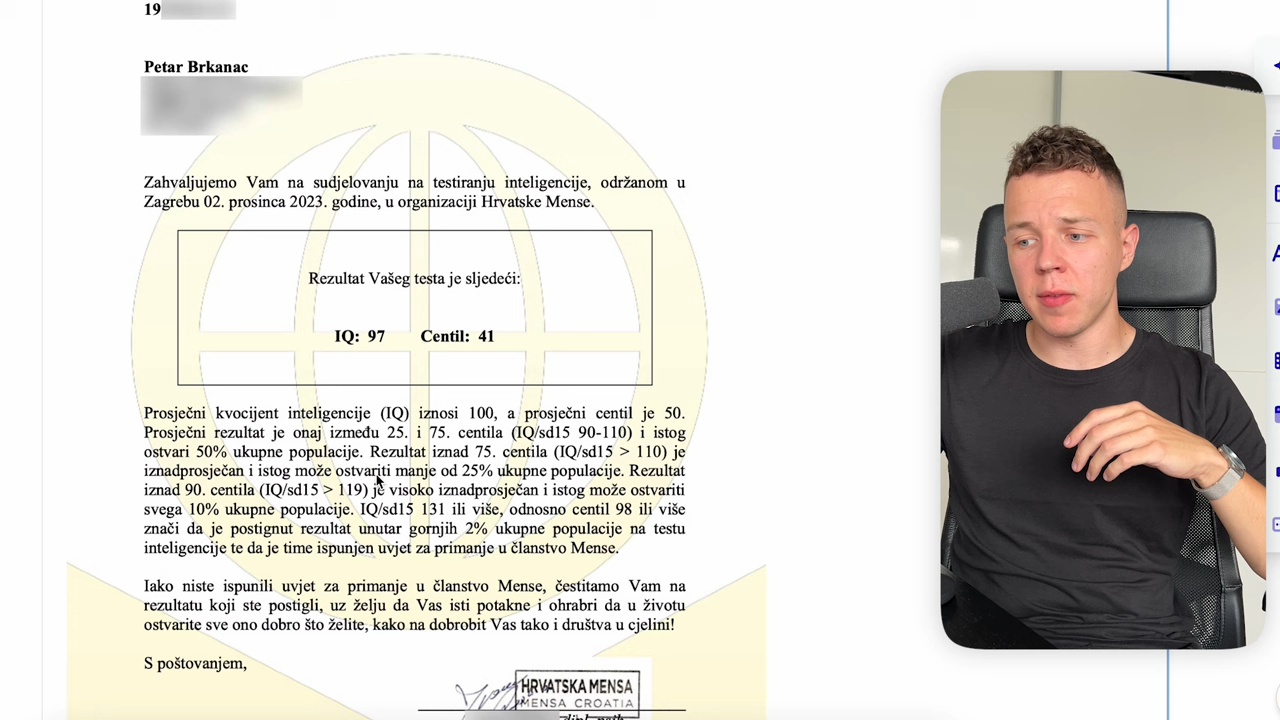 19
Petar Brkanac
Zahvaljujemo Vam na sudjelovanju na testiranju inteligencije, održanom u
Zagrebu 02. prosinca 2023. godine, u organizaciji Hrvatske Mense.
Rezultat Vašeg testa je sljedeći:
IQ: 97 Centil: 41
Prosječni kvocijent inteligencije (IQ) iznosi 100, a prosječni centil je 50.
Prosječni rezultat je onaj između 25. i 75. centila (IQ/sd15 90-110) i istog
ostvari 50% ukupne populacije. Rezultat iznad 75. centila (IQ/sd15 > 110) je
iznadprosječan i istog može ostvariti manje od 25% ukupne populacije. Rezultat
iznad 90. centila (IQ/sd15 > 119) je visoko iznadprosječan i istog može ostvariti
svega 10% ukupne populacije. IQ/sd15 131 ili više, odnosno centil 98 ili više
znači da je postignut rezultat unutar gornjih 2% ukupne populacije na testu
inteligencije te da je time ispunjen uvjet za primanje u članstvo Mense.
Iako niste ispunili uvjet za primanje u članstvo Mense, čestitamo Vam na
rezultatu koji ste postigli, uz želju da Vas isti potakne i ohrabri da u životu
ostvarite sve ono dobro što želite, kako na dobrobit Vas tako i društva u cjelini!
S poštovanjem,
HRVATSKA MENSA
MENSA CROATIA